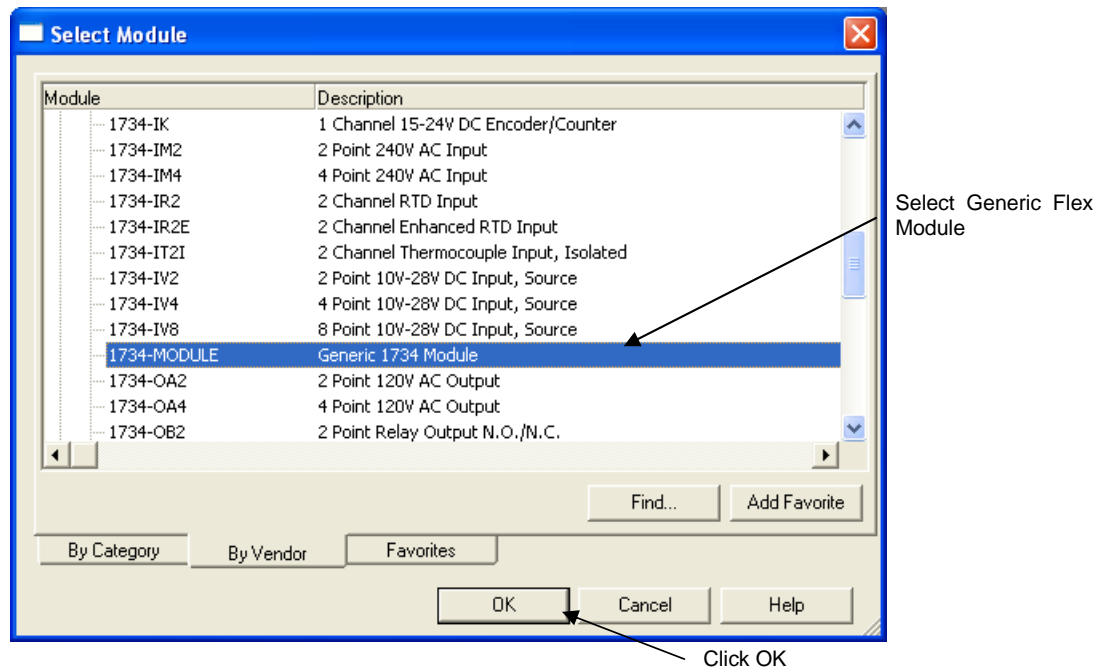 Select Module
Module Description
1734-IK 1 Channel 15-24V DC Encoder/Counter
1734-IM2 2 Point 240V AC Input
1734-IM4 4 Point 240V AC Input
1734-IR2 2 Channel RTD Input
1734-IR2E 2 Channel Enhanced RTD Input
1734-IT2I 2 Channel Thermocouple Input, Isolated
1734-IV2 2 Point 10V-28V DC Input, Source
1734-IV4 4 Point 10V-28V DC Input, Source
1734-IV8 8 Point 10V-28V DC Input, Source
1734-MODULE Generic 1734 Module
1734-OA2 2 Point 120V AC Output
1734-OA4 4 Point 120V AC Output
1734-OB2 2 Point Relay Output N.O./N.C.
Find... Add Favorite
By Category By Vendor Favorites
OK Cancel Help
Select Generic Flex
Module
Click OK